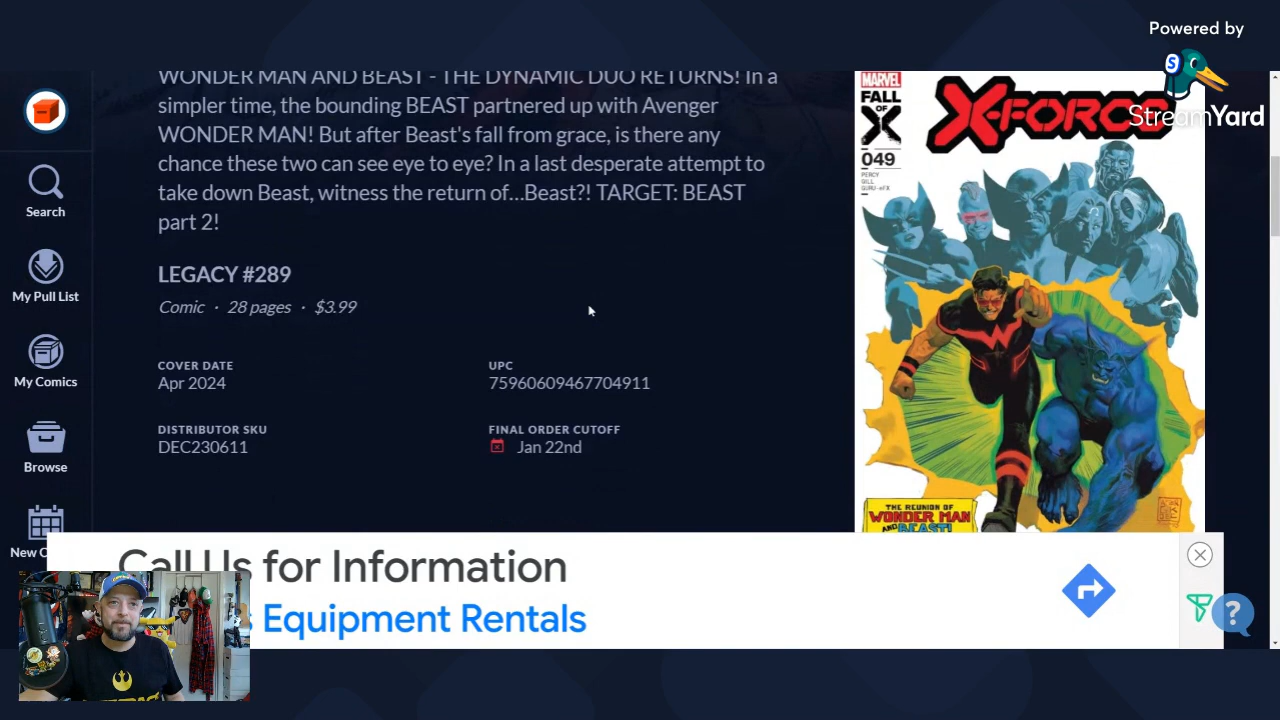 Powered by
StreamYard
WONDER MAN AND BEAST - THE DYNAMIC DUO RETURNS! In a
simpler time, the bounding BEAST partnered up with Avenger
WONDER MAN! But after Beast's fall from grace, is there any
chance these two can see eye to eye? In a last desperate attempt to
take down Beast, witness the return of...Beast?! TARGET: BEAST
part 2!
LEGACY #289
Comic · 28 pages · $3.99
COVER DATE
Apr 2024
UPC
75960609467704911
DISTRIBUTOR SKU
DEC230611
FINAL ORDER CUTOFF
Jan 22nd
Search
My Pull List
My Comics
Browse
MARVEL
FALL
OF
X
049
PERCY
GILL
GURU-eFX
X-FORCE
THE REUNION OF
WONDER MAN
AND BEAST!
Call Us for Information
Equipment Rentals